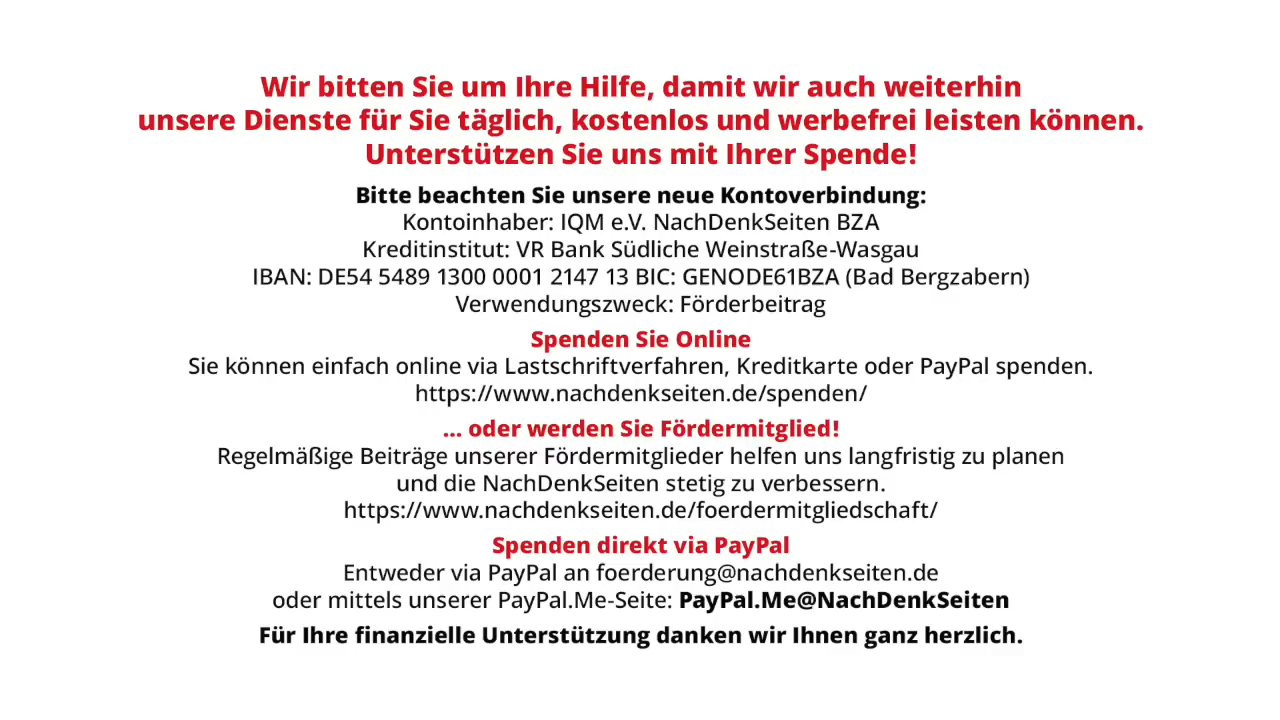 Wir bitten Sie um Ihre Hilfe, damit wir auch weiterhin
unsere Dienste für Sie täglich, kostenlos und werbefrei leisten können.
Unterstützen Sie uns mit Ihrer Spende!
Bitte beachten Sie unsere neue Kontoverbindung:
Kontoinhaber: IQM e.V. NachDenkSeiten BZA
Kreditinstitut: VR Bank Südliche Weinstraße-Wasgau
IBAN: DE54 5489 1300 0001 2147 13 BIC: GENODE61BZA (Bad Bergzabern)
Verwendungszweck: Förderbeitrag
Spenden Sie Online
Sie können einfach online via Lastschriftverfahren, Kreditkarte oder PayPal spenden.
https://www.nachdenkseiten.de/spenden/
... oder werden Sie Fördermitglied!
Regelmäßige Beiträge unserer Fördermitglieder helfen uns langfristig zu planen
und die NachDenkSeiten stetig zu verbessern.
https://www.nachdenkseiten.de/foerdermitgliedschaft/
Spenden direkt via PayPal
Entweder via PayPal an foerderung@nachdenkseiten.de
oder mittels unserer PayPal.Me-Seite: PayPal.Me@NachDenkSeiten
Für Ihre finanzielle Unterstützung danken wir Ihnen ganz herzlich.